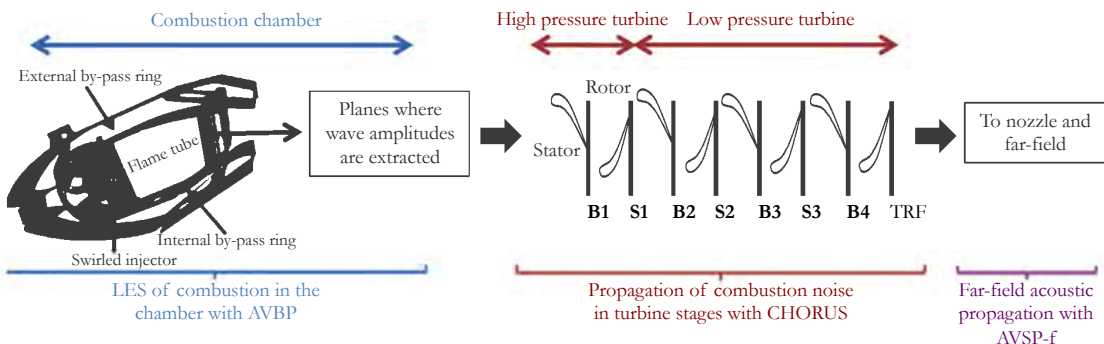 Combustion chamber
High pressure turbine
Low pressure turbine
External by-pass ring
Flame tube
Internal by-pass ring
Swirled injector
Planes where
wave amplitudes
are extracted
Rotor
Stator
B1 S1 B2 S2 B3 S3 B4 TRF
To nozzle and
far-field
LES of combustion in the
chamber with AVBP
Propagation of combustion noise
in turbine stages with CHORUS
Far-field acoustic
propagation with
AVSP-f